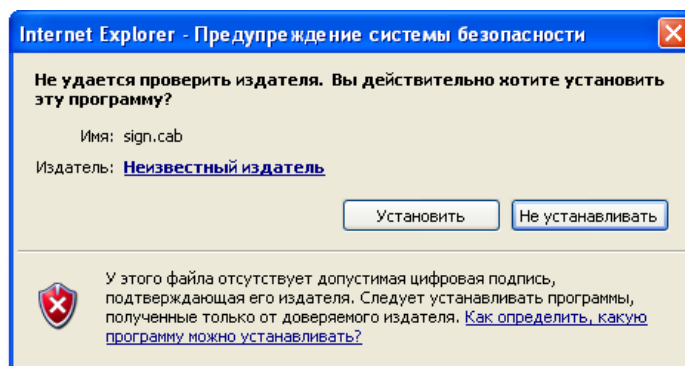 Internet Explorer - Предупреждение системы безопасности
Не удается проверить издателя. Вы действительно хотите установить
эту программу?
Имя: sign.cab
Издатель: Неизвестный издатель
Установить Не устанавливать
У этого файла отсутствует допустимая цифровая подпись,
подтверждающая его издателя. Следует устанавливать программы,
полученные только от доверяемого издателя. Как определить, какую
программу можно устанавливать?